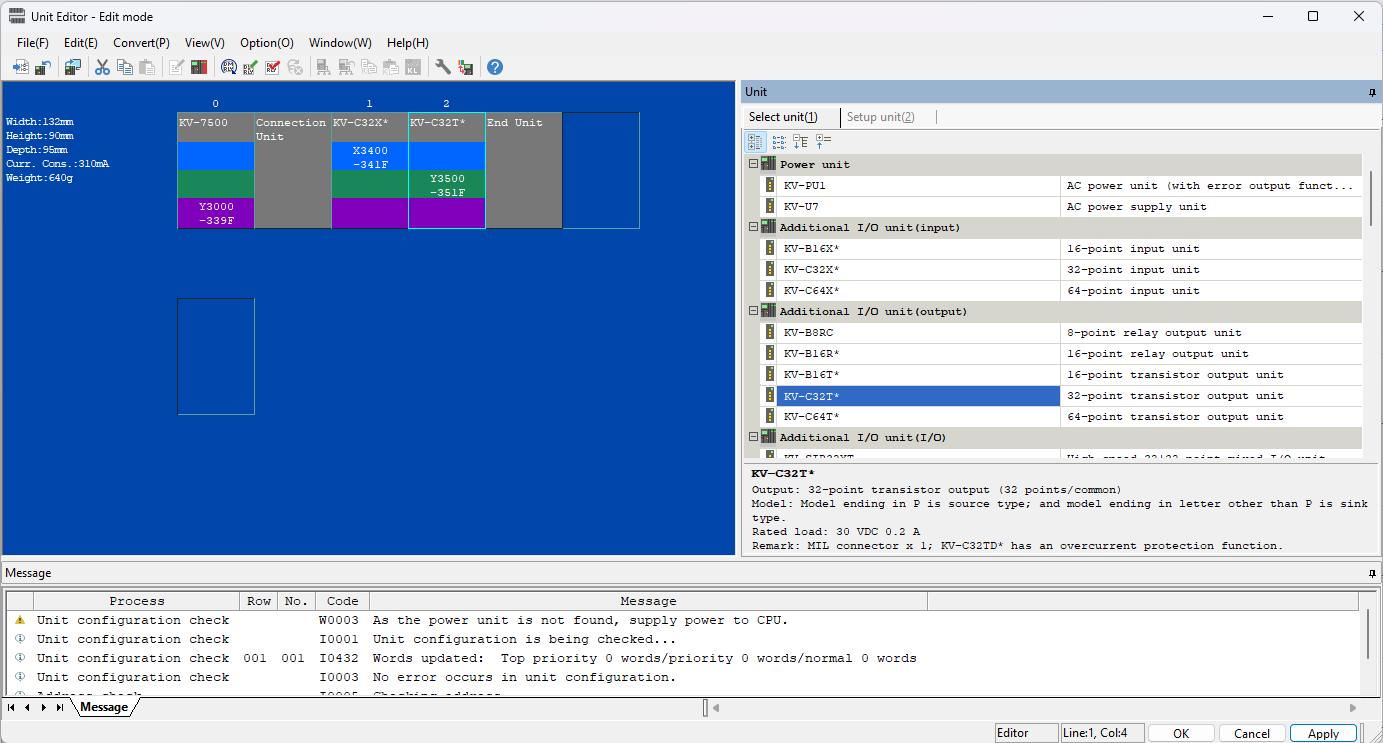 Unit Editor - Edit mode
File(F) Edit(E) Convert(P) View(V) Option(O) Window(W) Help(H)
0 1 2
Width:132mm
Height:90mm
Depth:95mm
Curr. Cons.:310mA
Weight:640g
KV-7500
Y3000
-339F
Connection
Unit
KV-C32X*
X3400
-341F
KV-C32T*
Y3500
-351F
End Unit
Unit
Select unit(1) Setup unit(2)
Power unit
KV-PU1 AC power unit (with error output funct...
KV-U7 AC power supply unit
Additional I/O unit(input)
KV-B16X* 16-point input unit
KV-C32X* 32-point input unit
KV-C64X* 64-point input unit
Additional I/O unit(output)
KV-B8RC 8-point relay output unit
KV-B16R* 16-point relay output unit
KV-B16T* 16-point transistor output unit
KV-C32T* 32-point transistor output unit
KV-C64T* 64-point transistor output unit
Additional I/O unit(I/O)
KV-C32T*
Output: 32-point transistor output (32 points/common)
Model: Model ending in P is source type; and model ending in letter other than P is sink
type.
Rated load: 30 VDC 0.2 A
Remark: MIL connector x 1; KV-C32TD* has an overcurrent protection function.
Message
Process Row No. Code Message
Unit configuration check W0003 As the power unit is not found, supply power to CPU.
Unit configuration check I0001 Unit configuration is being checked...
Unit configuration check 001 001 I0432 Words updated: Top priority 0 words/priority 0 words/normal 0 words
Unit configuration check I0003 No error occurs in unit configuration.
Address check I0005 Checking address
Message
Editor Line:1, Col:4 OK Cancel Apply